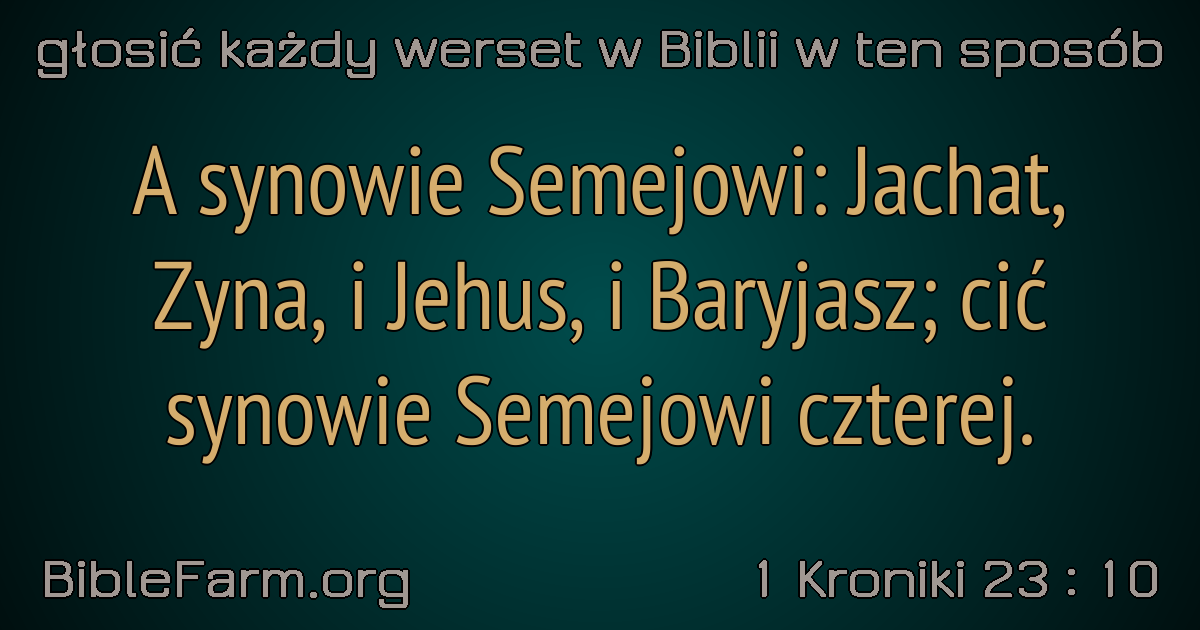 głosić każdy werset w Biblii w ten sposób
A synowie Semejowi: Jachat,
Zyna, i Jehus, i Baryjasz; cić
synowie Semejowi czterej.
BibleFarm.org
1 Kroniki 23 : 10